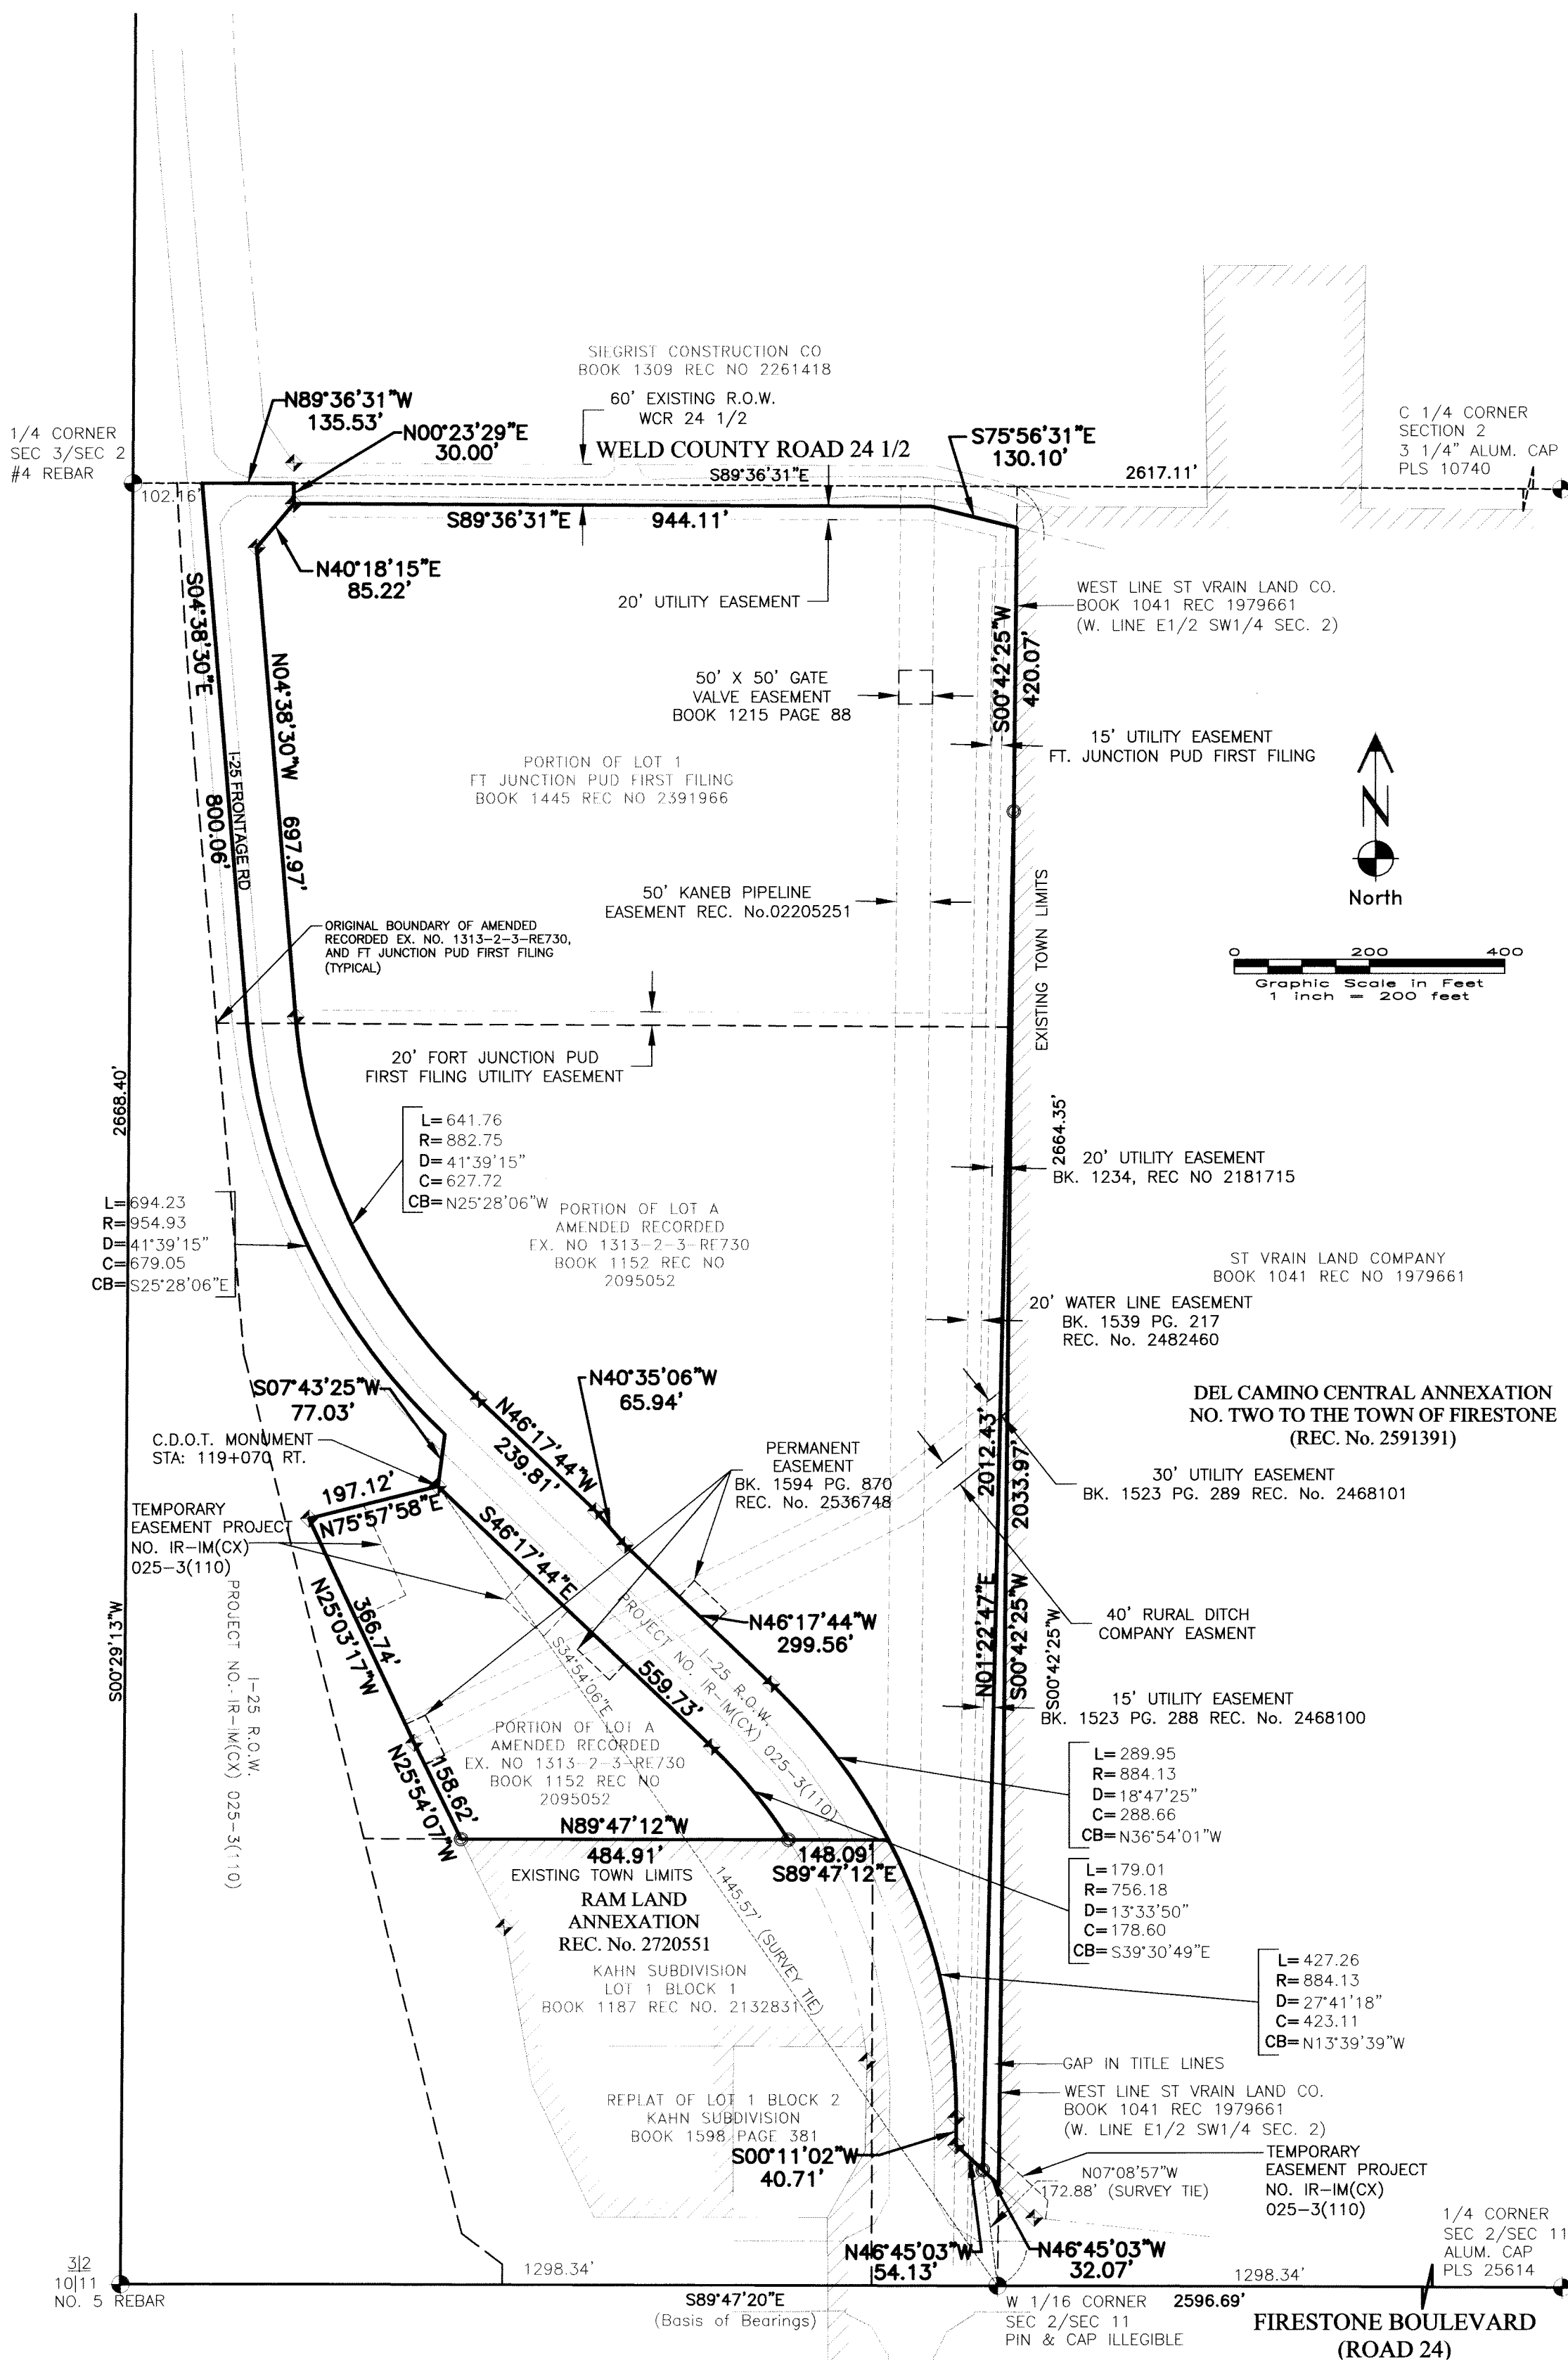 SIEGRIST CONSTRUCTION CO
BOOK 1309 REC NO 2261418
60' EXISTING R.O.W.
WCR 24 1/2
WELD COUNTY ROAD 24 1/2
N89°36'31"W
135.53'
N00°23'29"E
30.00'
1/4 CORNER
SEC 3/SEC 2
#4 REBAR
102.16'
S89°36'31"E
S75°56'31"E
130.10'
2617.11'
C 1/4 CORNER
SECTION 2
3 1/4" ALUM. CAP
PLS 10740
S89°36'31"E 944.11'
N40°18'15"E
85.22'
20' UTILITY EASEMENT
WEST LINE ST VRAIN LAND CO.
BOOK 1041 REC 1979661
(W. LINE E1/2 SW1/4 SEC. 2)
S04°38'30"E
800.06'
I-25 FRONTAGE RD
N04°38'30"W 697.97'
S00°42'25"W
420.07'
50' X 50' GATE
VALVE EASEMENT
BOOK 1215 PAGE 88
15' UTILITY EASEMENT
FT. JUNCTION PUD FIRST FILING
PORTION OF LOT 1
FT JUNCTION PUD FIRST FILING
BOOK 1445 REC NO 2391966
N
North
50' KANEB PIPELINE
EASEMENT REC. No.02205251
EXISTING TOWN LIMITS
ORIGINAL BOUNDARY OF AMENDED
RECORDED EX. NO. 1313-2-3-RE730,
AND FT JUNCTION PUD FIRST FILING
(TYPICAL)
0 200 400
Graphic Scale in Feet
1 inch = 200 feet
20' FORT JUNCTION PUD
FIRST FILING UTILITY EASEMENT
2668.40'
2664.35'
L= 641.76
R= 882.75
D= 41°39'15"
C= 627.72
CB= N25°28'06"W
20' UTILITY EASEMENT
BK. 1234, REC NO 2181715
L= 694.23
R= 954.93
D= 41°39'15"
C= 679.05
CB= S25°28'06"E
PORTION OF LOT A
AMENDED RECORDED
EX. NO 1313-2-3-RE730
BOOK 1152 REC NO
2095052
ST VRAIN LAND COMPANY
BOOK 1041 REC NO 1979661
20' WATER LINE EASEMENT
BK. 1539 PG. 217
REC. No. 2482460
S07°43'25"W
77.03'
N40°35'06"W
65.94'
DEL CAMINO CENTRAL ANNEXATION
NO. TWO TO THE TOWN OF FIRESTONE
(REC. No. 2591391)
N46°17'44"W
239.81'
C.D.O.T. MONUMENT
STA: 119+070 RT.
PERMANENT
EASEMENT
BK. 1594 PG. 870
REC. No. 2536748
30' UTILITY EASEMENT
BK. 1523 PG. 289 REC. No. 2468101
197.12'
N75°57'58"E
TEMPORARY
EASEMENT PROJECT
NO. IR-IM(CX)
025-3(110)
S46°17'44"E
559.73'
N01°22'47"E
2012.43'
S00°42'25"W
2033.97'
S00°42'25"W
40' RURAL DITCH
COMPANY EASMENT
N46°17'44"W
299.56'
366.74'
N25°03'17"W
I-25 R.O.W.
PROJECT NO. IR-IM(CX) 025-3(110)
I-25 R.O.W.
PROJECT NO. IR-IM(CX) 025-3(110)
S34°54'06"E
1445.57' (SURVEY TIE)
S00°29'13"W
15' UTILITY EASEMENT
BK. 1523 PG. 288 REC. No. 2468100
PORTION OF LOT A
AMENDED RECORDED
EX. NO 1313-2-3-RE730
BOOK 1152 REC NO
2095052
158.62'
N25°54'07"W
L= 289.95
R= 884.13
D= 18°47'25"
C= 288.66
CB= N36°54'01"W
N89°47'12"W
484.91'
148.09'
S89°47'12"E
EXISTING TOWN LIMITS
RAM LAND
ANNEXATION
REC. No. 2720551
L= 179.01
R= 756.18
D= 13°33'50"
C= 178.60
CB= S39°30'49"E
KAHN SUBDIVISION
LOT 1 BLOCK 1
BOOK 1187 REC NO. 2132831
L= 427.26
R= 884.13
D= 27°41'18"
C= 423.11
CB= N13°39'39"W
GAP IN TITLE LINES
WEST LINE ST VRAIN LAND CO.
BOOK 1041 REC 1979661
(W. LINE E1/2 SW1/4 SEC. 2)
REPLAT OF LOT 1 BLOCK 2
KAHN SUBDIVISION
BOOK 1598 PAGE 381
S00°11'02"W
40.71'
N07°08'57"W
172.88' (SURVEY TIE)
TEMPORARY
EASEMENT PROJECT
NO. IR-IM(CX)
025-3(110)
N46°45'03"W
54.13'
N46°45'03"W
32.07'
1/4 CORNER
SEC 2/SEC 11
ALUM. CAP
PLS 25614
3|2
10|11
NO. 5 REBAR
1298.34'
1298.34'
S89°47'20"E
(Basis of Bearings)
2596.69'
W 1/16 CORNER
SEC 2/SEC 11
PIN & CAP ILLEGIBLE
FIRESTONE BOULEVARD
(ROAD 24)